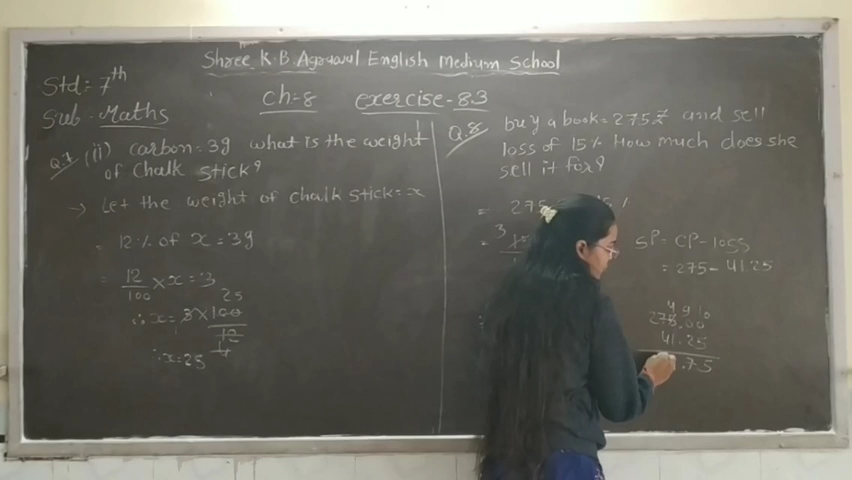 Shree K.B. Agrawal English Medium School
Std:- 7th
Sub - Maths
Ch:-8 exercise-8.3
Q.7 (ii) carbon = 3g what is the weight
of Chalk stick?
→ Let the weight of chalk stick = x
= 12% of x = 3g
= 12/100 × x = 3
25
∴ x = 3 × 100
12
4
∴ x = 25
Q.8 buy a book = 275 ₹ and sell
loss of 15% How much does she
sell it for?
= 275 %
= 3
SP = CP - loss
= 275 - 41.25
4 9 10
275.00
41.25
.75